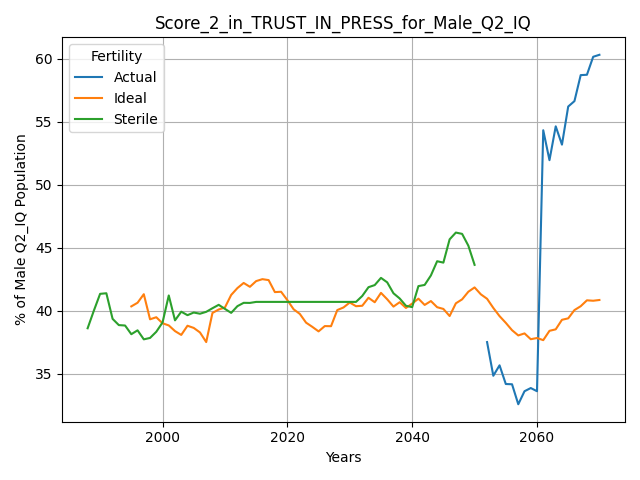 Score_2_in_TRUST_IN_PRESS_for_Male_Q2_IQ
Fertility
Actual
Ideal
Sterile
% of Male Q2_IQ Population
60
55
50
45
40
35
2000
2020
2040
2060
Years